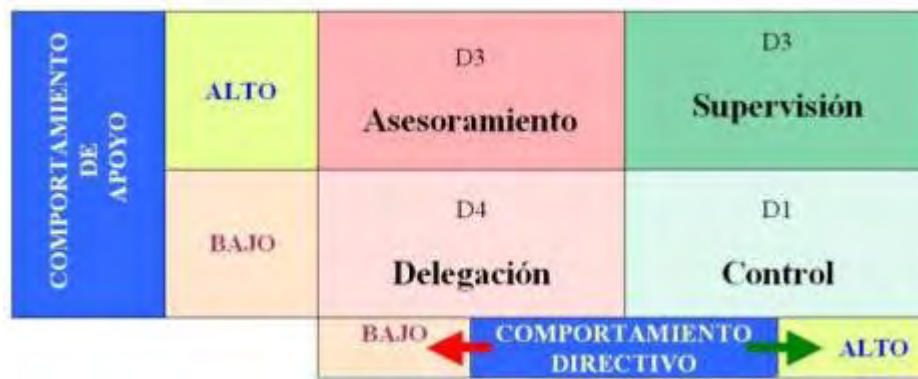 COMPORTAMIENTO
DE
APOYO
ALTO
D3
Asesoramiento
D3
Supervisión
BAJO
D4
Delegación
D1
Control
BAJO
COMPORTAMIENTO
DIRECTIVO
ALTO